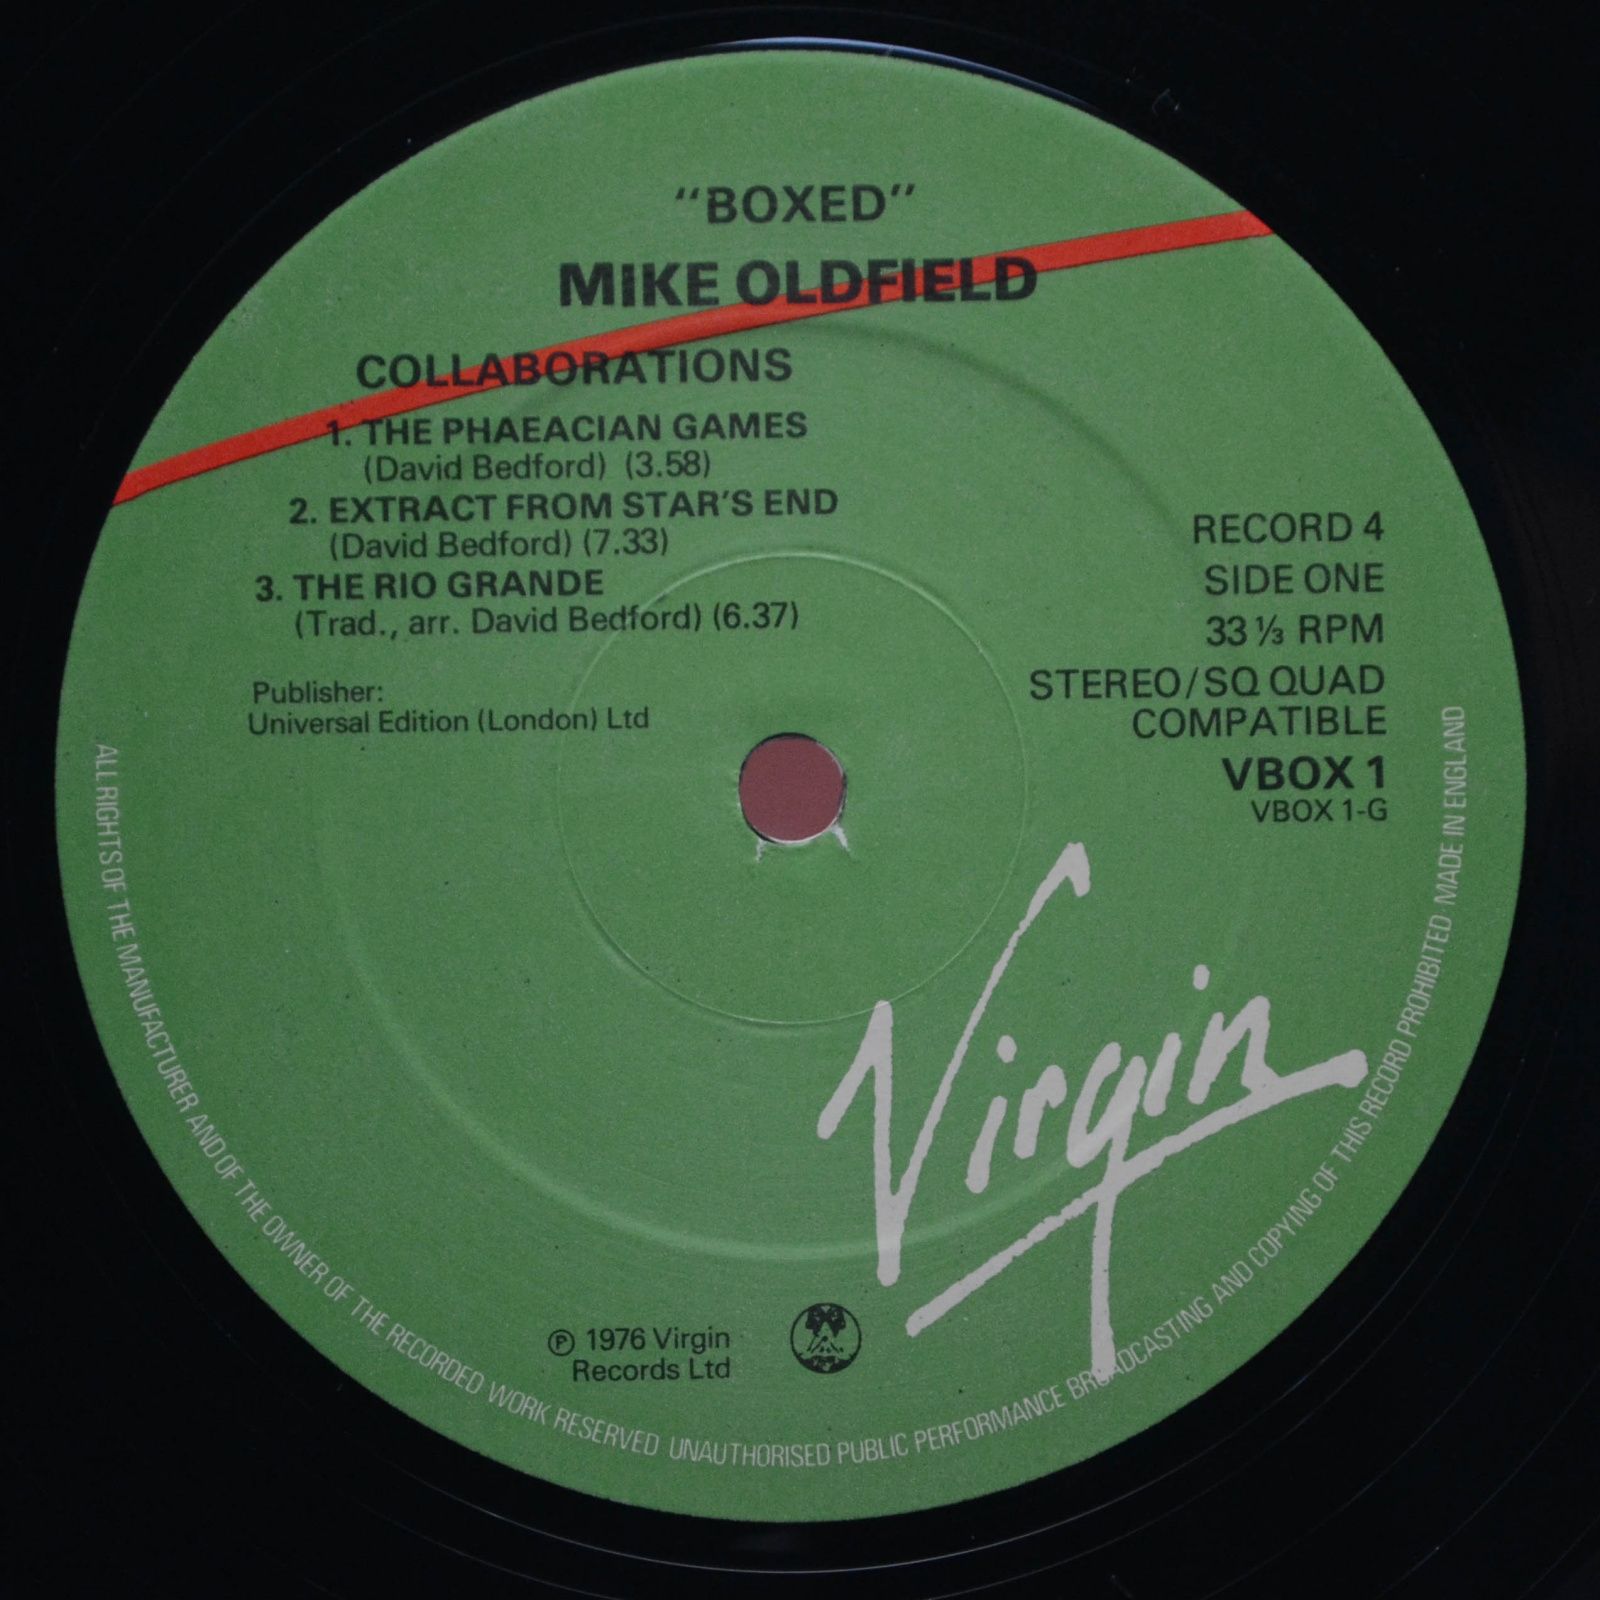 "BOXED"
MIKE OLDFIELD
COLLABORATIONS
1. THE PHAEACIAN GAMES
(David Bedford) (3.58)
2. EXTRACT FROM STAR'S END
(David Bedford) (7.33)
3. THE RIO GRANDE
(Trad., arr. David Bedford) (6.37)
Publisher:
Universal Edition (London) Ltd
RECORD 4
SIDE ONE
33 ⅓ RPM
STEREO/SQ QUAD
COMPATIBLE
VBOX 1
VBOX 1-G
Virgin
℗ 1976 Virgin
Records Ltd
ALL RIGHTS OF THE MANUFACTURER AND OF THE OWNER OF THE RECORDED WORK RESERVED UNAUTHORISED PUBLIC PERFORMANCE BROADCASTING AND COPYING OF THIS RECORD PROHIBITED MADE IN ENGLAND